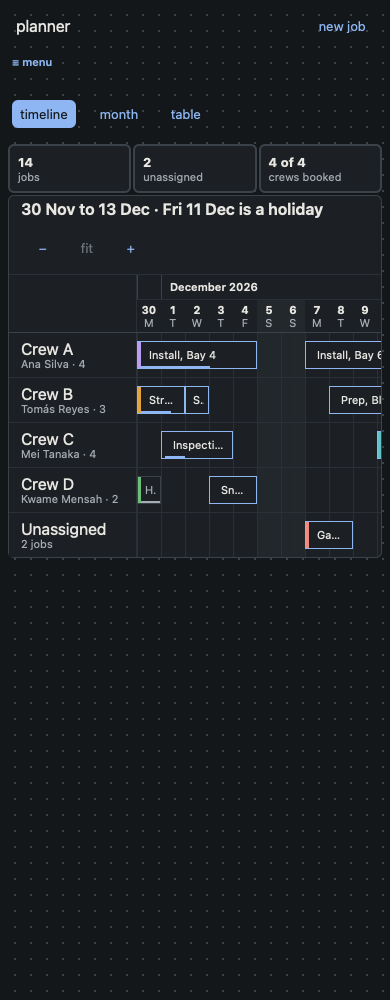 planner
new job
≡ menu
timeline month table
14
jobs
2
unassigned
4 of 4
crews booked
30 Nov to 13 Dec · Fri 11 Dec is a holiday
− fit +
December 2026
30 1 2 3 4 5 6 7 8 9
M T W T F S S M T W
Crew A
Ana Silva · 4
Install, Bay 4
Install, Bay 6
Crew B
Tomás Reyes · 3
Str…
S.
Prep, Bl
Crew C
Mei Tanaka · 4
Inspecti…
Crew D
Kwame Mensah · 2
H.
Sn…
Unassigned
2 jobs
Ga…